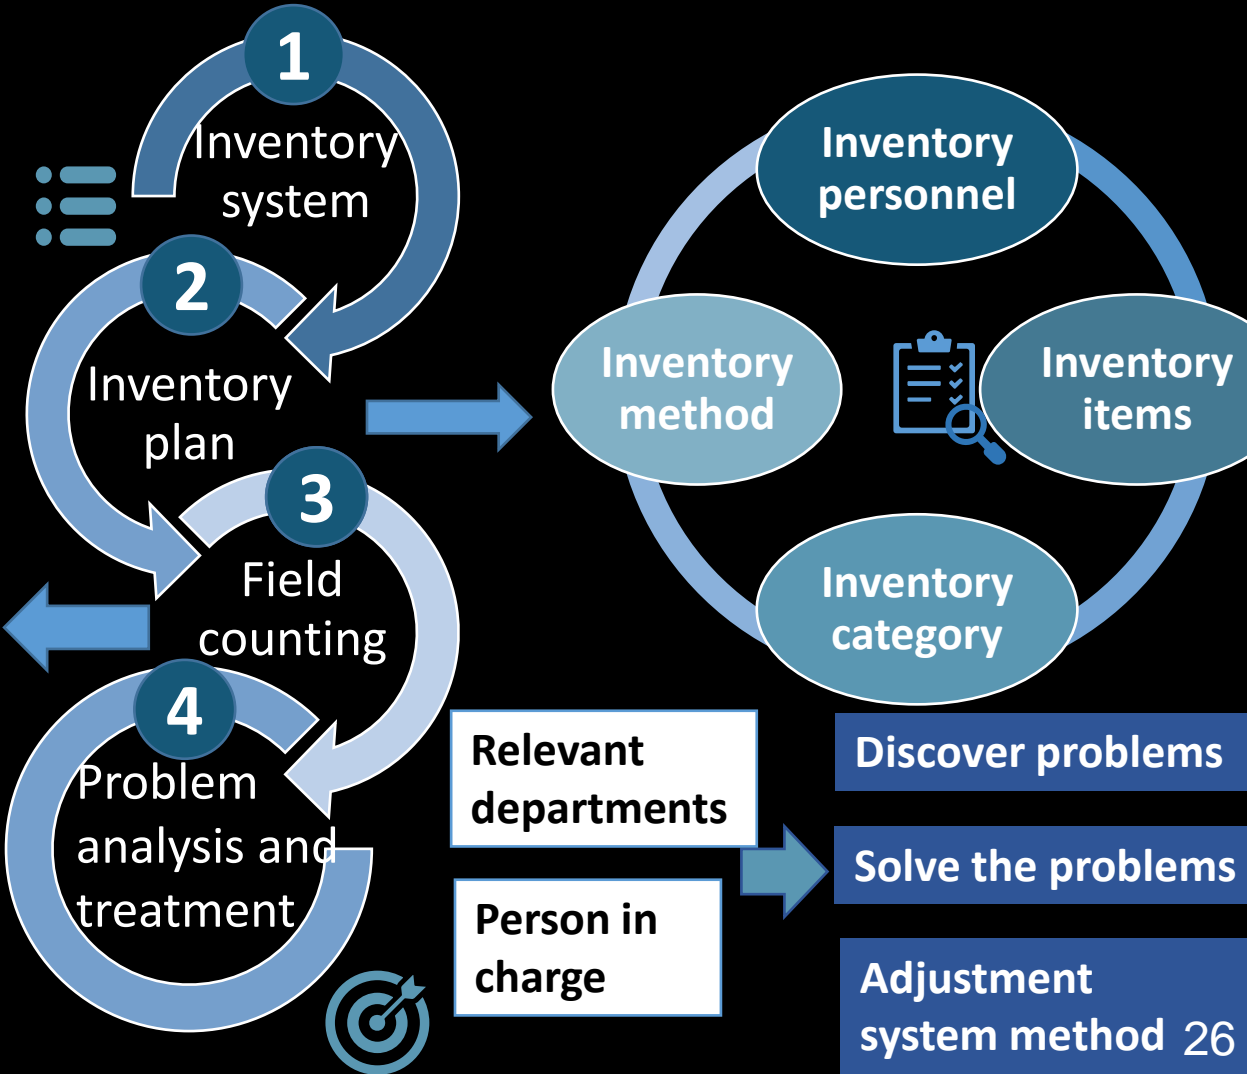 1
Inventory
system
2
Inventory
plan
3
Field
counting
4
Problem
analysis and
treatment
Inventory
personnel
Inventory
method
Inventory
items
Inventory
category
Relevant
departments
Person in
charge
Discover problems
Solve the problems
Adjustment
system method
26